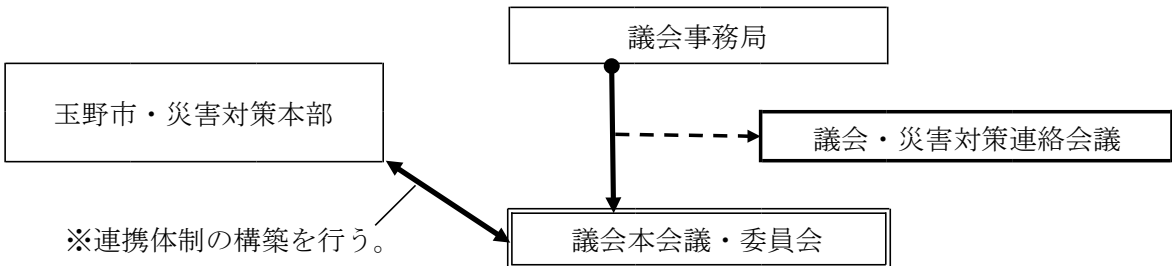 議会事務局
玉野市・災害対策本部
議会・災害対策連絡会議
※連携体制の構築を行う。
議会本会議・委員会